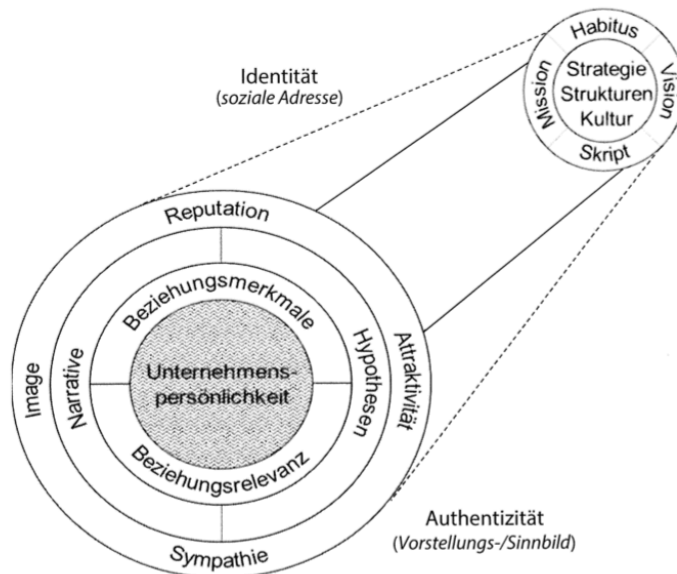 Habitus
Mission
Strategie
Strukturen
Kultur
Vision
Skript
Identität
(soziale Adresse)
Reputation
Beziehungsmerkmale
Image
Narrative
Unternehmens-
persönlichkeit
Hypothesen
Attraktivität
Beziehungsrelevanz
Sympathie
Authentizität
(Vorstellungs-/Sinnbild)